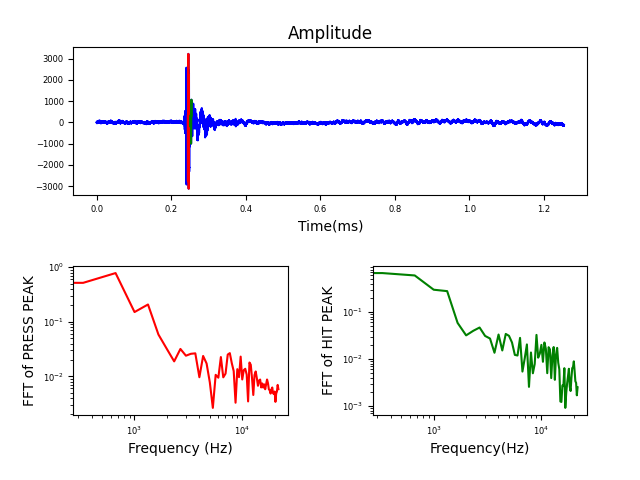 Amplitude
3000
2000
1000
0
−1000
−2000
−3000
0.0 0.2 0.4 0.6 0.8 1.0 1.2
Time(ms)
FFT of PRESS PEAK
10⁰
10⁻¹
10⁻²
10³ 10⁴
Frequency (Hz)
FFT of HIT PEAK
10⁻¹
10⁻²
10⁻³
10³ 10⁴
Frequency(Hz)